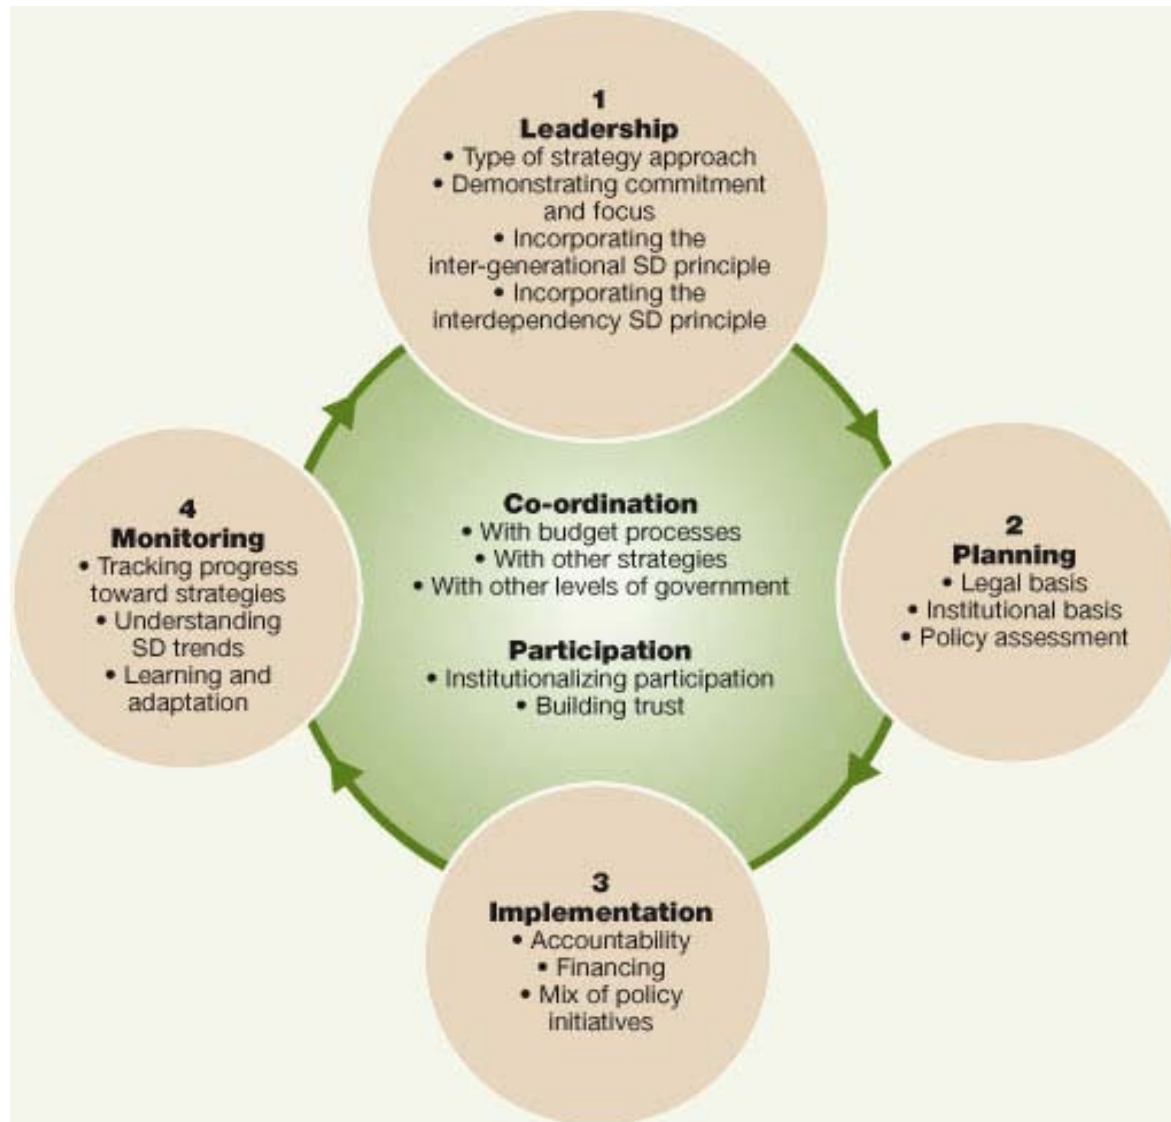 1
Leadership
• Type of strategy approach
• Demonstrating commitment
and focus
• Incorporating the
inter-generational SD principle
• Incorporating the
interdependency SD principle
2
Planning
• Legal basis
• Institutional basis
• Policy assessment
3
Implementation
• Accountability
• Financing
• Mix of policy
initiatives
4
Monitoring
• Tracking progress
toward strategies
• Understanding
SD trends
• Learning and
adaptation
Co-ordination
• With budget processes
• With other strategies
• With other levels of government
Participation
• Institutionalizing participation
• Building trust